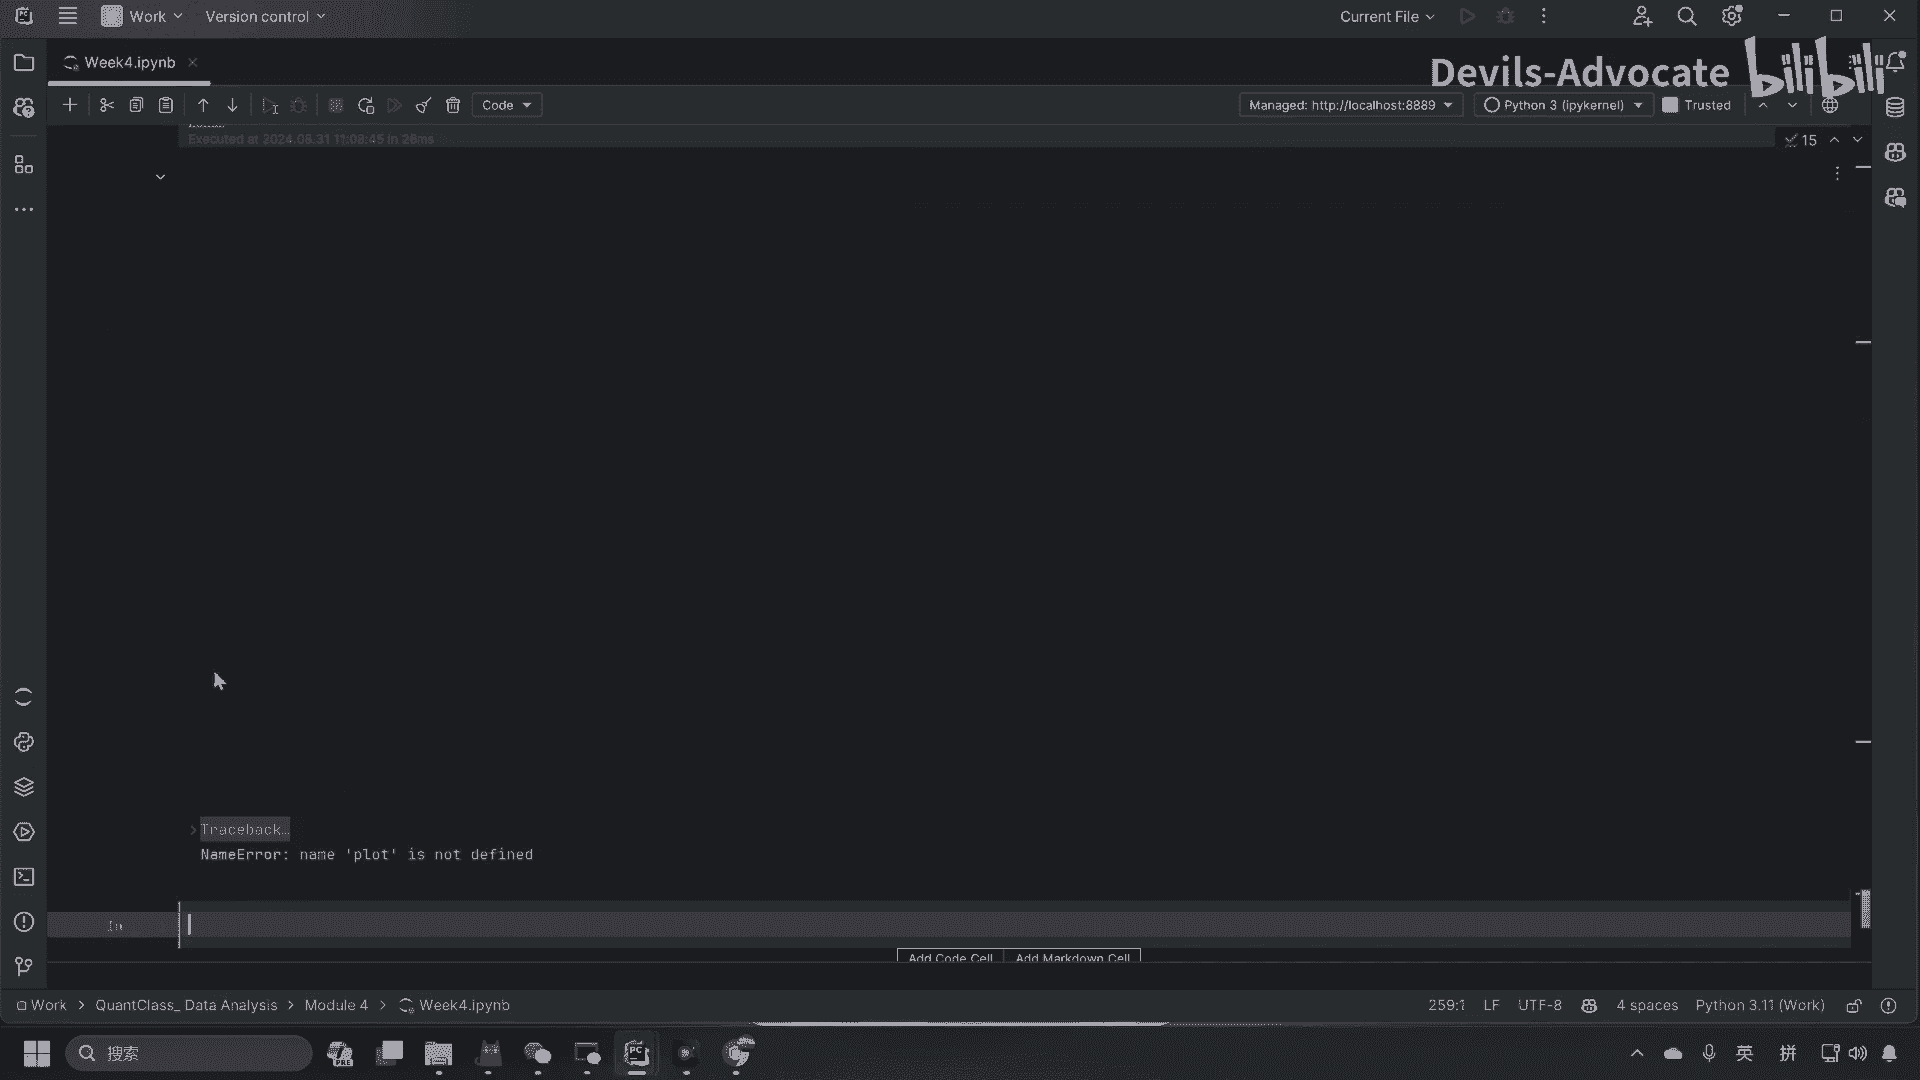 Work
Version control
Current File
Week4.ipynb
Devils-Advocate
bilibili
Code
Managed: http://localhost:8889
Python 3 (ipykernel)
Trusted
Executed at 2024.08.31 11:08:45 in 26ms
15
Traceback…
NameError: name 'plot' is not defined
In
Add Code Cell
Add Markdown Cell
Work > QuantClass_ Data Analysis > Module 4 > Week4.ipynb
259:1 LF UTF-8 4 spaces Python 3.11 (Work)
搜索
英
拼